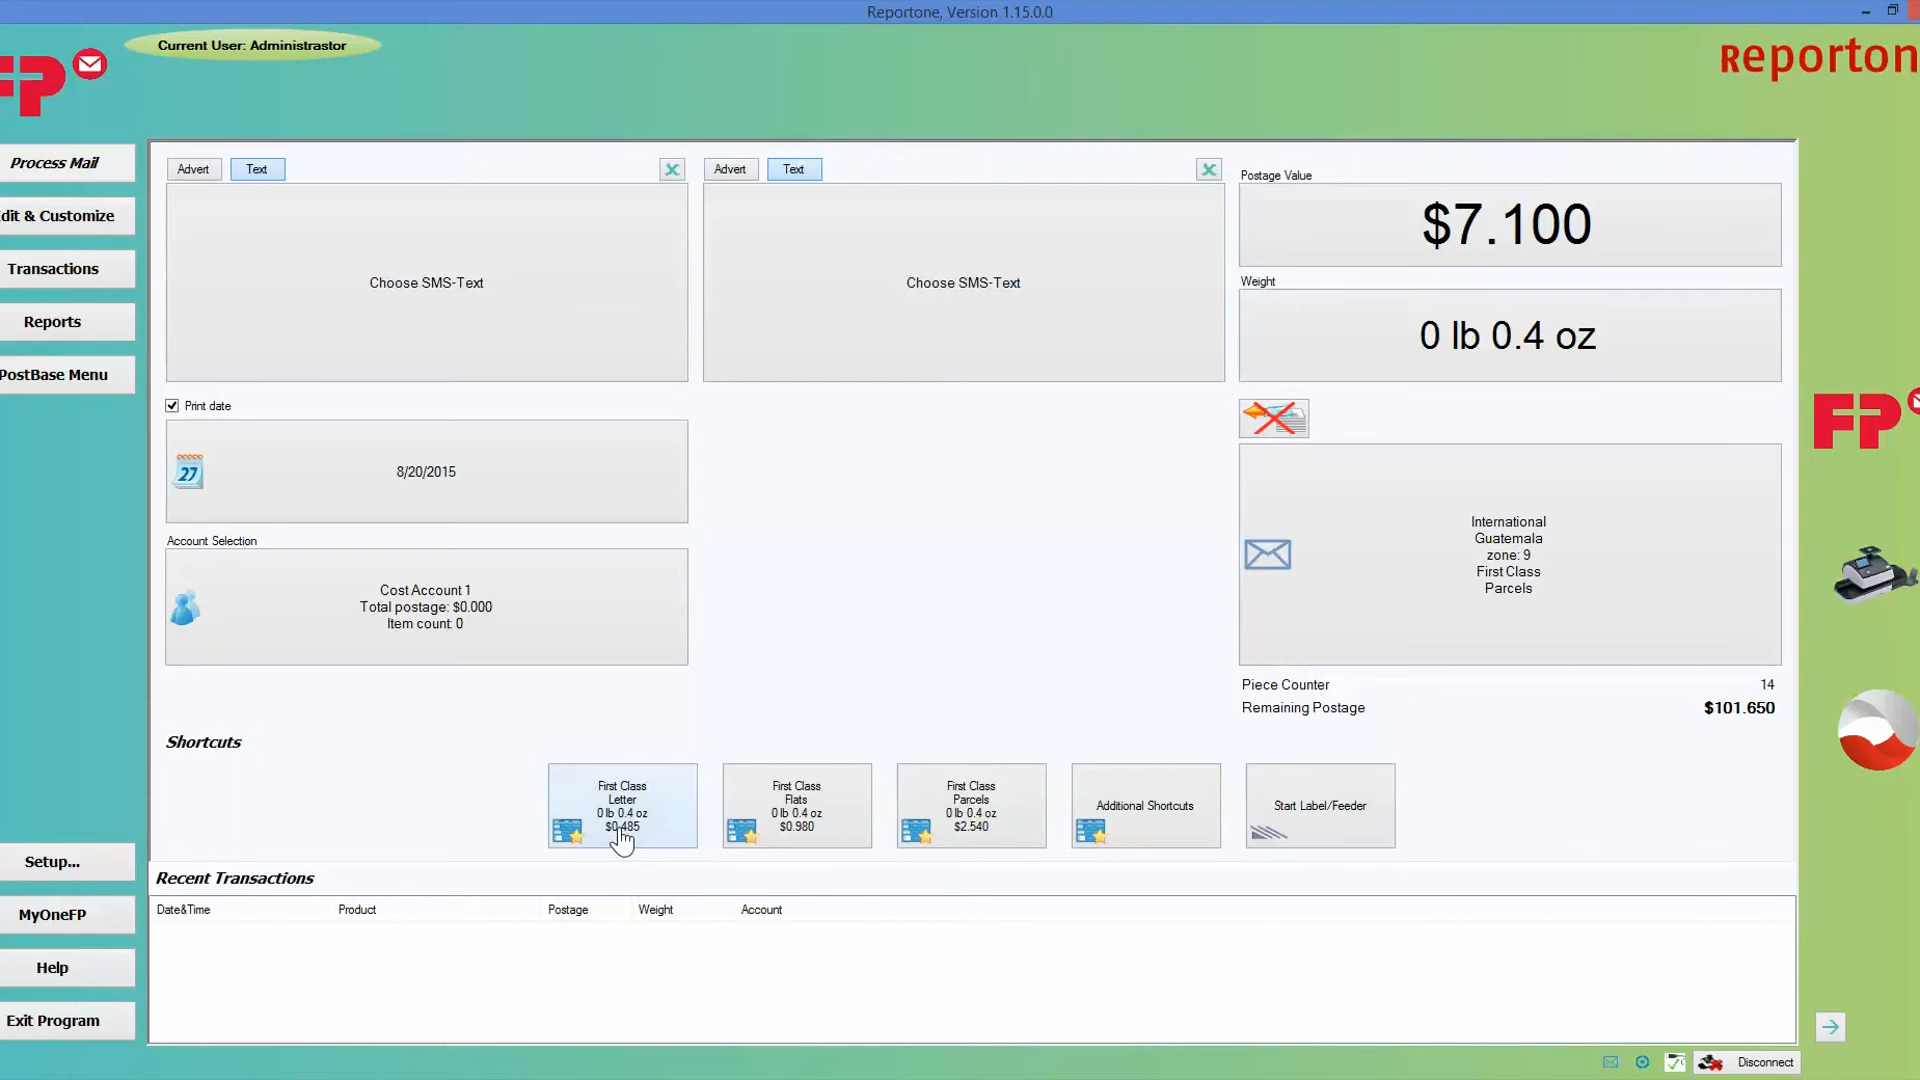 Reportone, Version 1.15.0.0
Current User: Administrastor
FP
Reporton
Process Mail
dit & Customize
Transactions
Reports
PostBase Menu
Setup...
MyOneFP
Help
Exit Program
Advert
Text
Choose SMS-Text
Advert
Text
Choose SMS-Text
Postage Value
$7.100
Weight
0 lb 0.4 oz
Print date
27
8/20/2015
Account Selection
Cost Account 1
Total postage: $0.000
Item count: 0
International
Guatemala
zone: 9
First Class
Parcels
Piece Counter 14
Remaining Postage $101.650
FP
Shortcuts
First Class
Letter
0 lb 0.4 oz
$0.485
First Class
Flats
0 lb 0.4 oz
$0.980
First Class
Parcels
0 lb 0.4 oz
$2.540
Additional Shortcuts
Start Label/Feeder
Recent Transactions
Date&Time Product Postage Weight Account
Disconnect